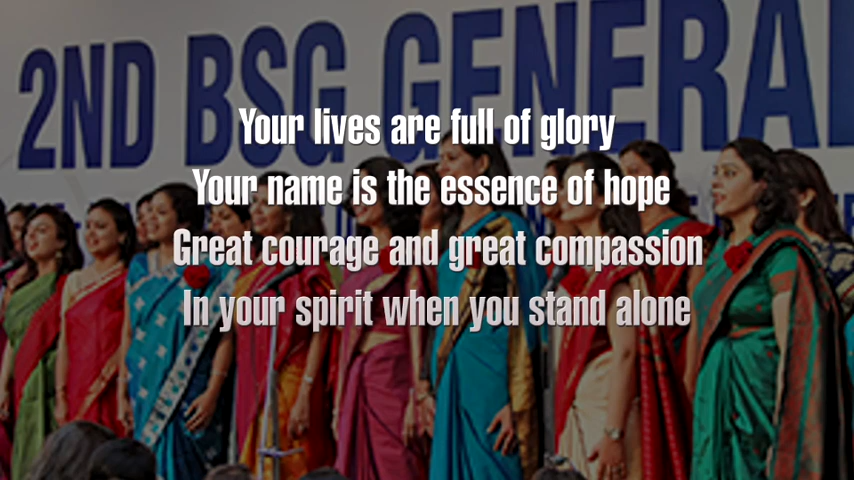 2ND BSG GENERA
Your lives are full of glory
Your name is the essence of hope
Great courage and great compassion
In your spirit when you stand alone